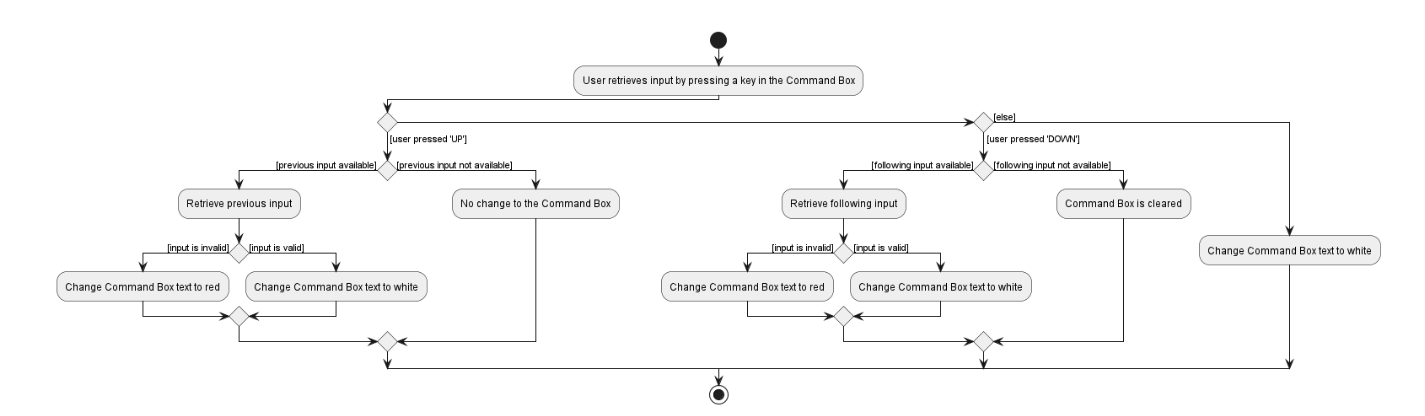 User retrieves input by pressing a key in the Command Box
[else]
[user pressed 'UP']
[user pressed 'DOWN']
[previous input available]
[previous input not available]
[following input available]
[following input not available]
Retrieve previous input
No change to the Command Box
Retrieve following input
Command Box is cleared
[input is invalid]
[input is valid]
[input is invalid]
[input is valid]
Change Command Box text to white
Change Command Box text to red
Change Command Box text to white
Change Command Box text to red
Change Command Box text to white